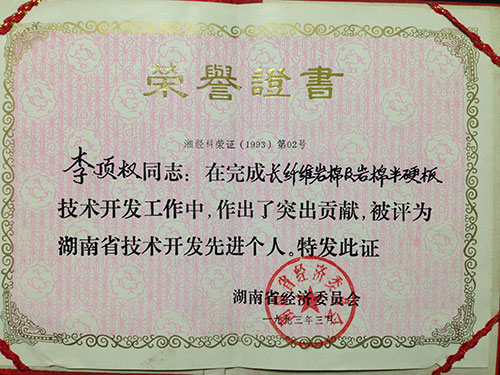 榮譽證書
湘经科荣证(1993)第02号
李顶权同志：在完成长纤维岩棉及岩棉半硬板
技术开发工作中，作出了突出贡献，被评为
湖南省技术开发先进个人。特发此证
湖南省经济委员会
一九九三年三月